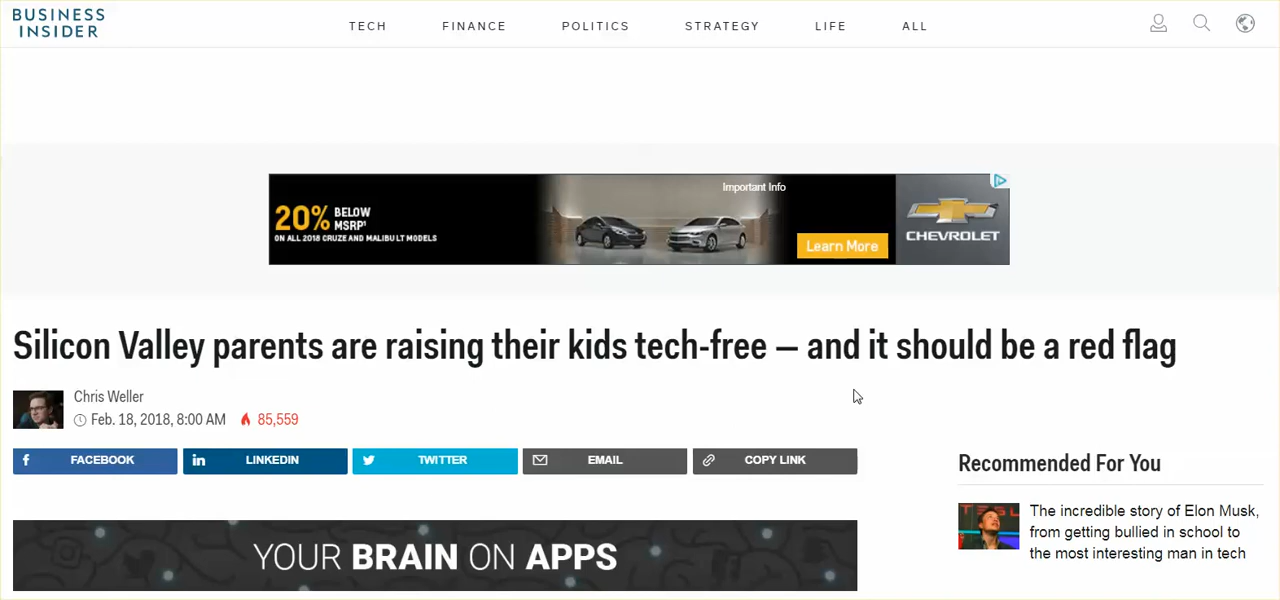 BUSINESS
INSIDER
TECH FINANCE POLITICS STRATEGY LIFE ALL
Important Info
20% BELOW
MSRP¹
ON ALL 2018 CRUZE AND MALIBU LT MODELS
Learn More
CHEVROLET
Silicon Valley parents are raising their kids tech-free — and it should be a red flag
Chris Weller
Feb. 18, 2018, 8:00 AM 85,559
FACEBOOK LINKEDIN TWITTER EMAIL COPY LINK
Recommended For You
The incredible story of Elon Musk,
from getting bullied in school to
the most interesting man in tech
YOUR BRAIN ON APPS